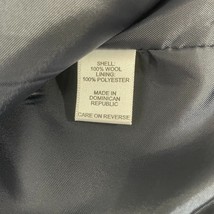 SHELL:
100% WOOL
LINING:
100% POLYESTER
MADE IN
DOMINICAN
REPUBLIC
CARE ON REVERSE